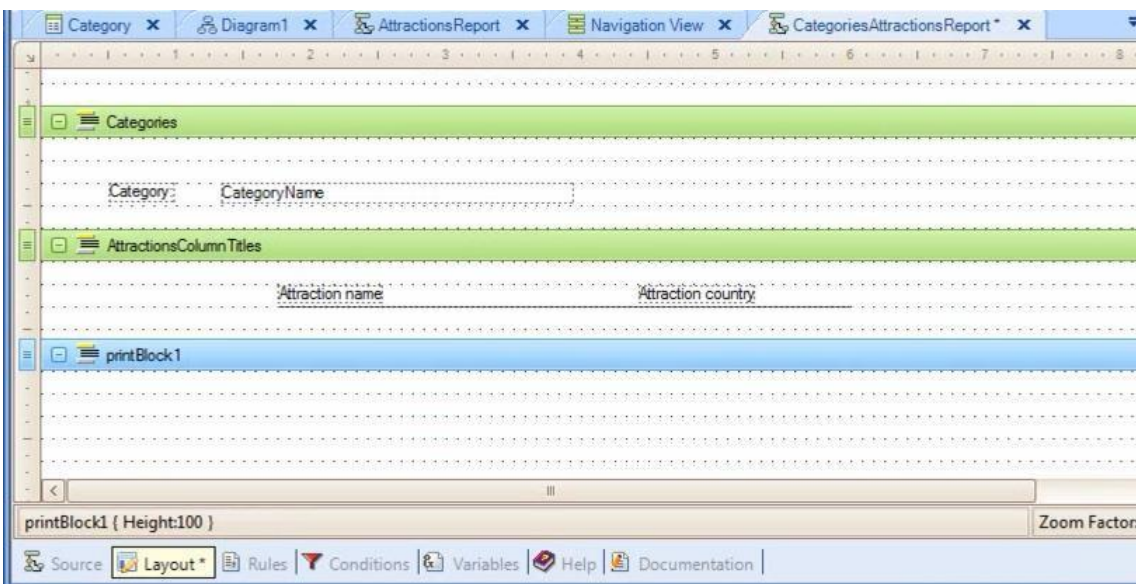 Category x Diagram1 x AttractionsReport x Navigation View x CategoriesAttractionsReport * x
1 2 3 4 5 6 7 8
Categories
Category: CategoryName
AttractionsColumnTitles
Attraction name Attraction country
printBlock1
printBlock1 { Height:100 } Zoom Factor:
Source Layout * Rules Conditions Variables Help Documentation